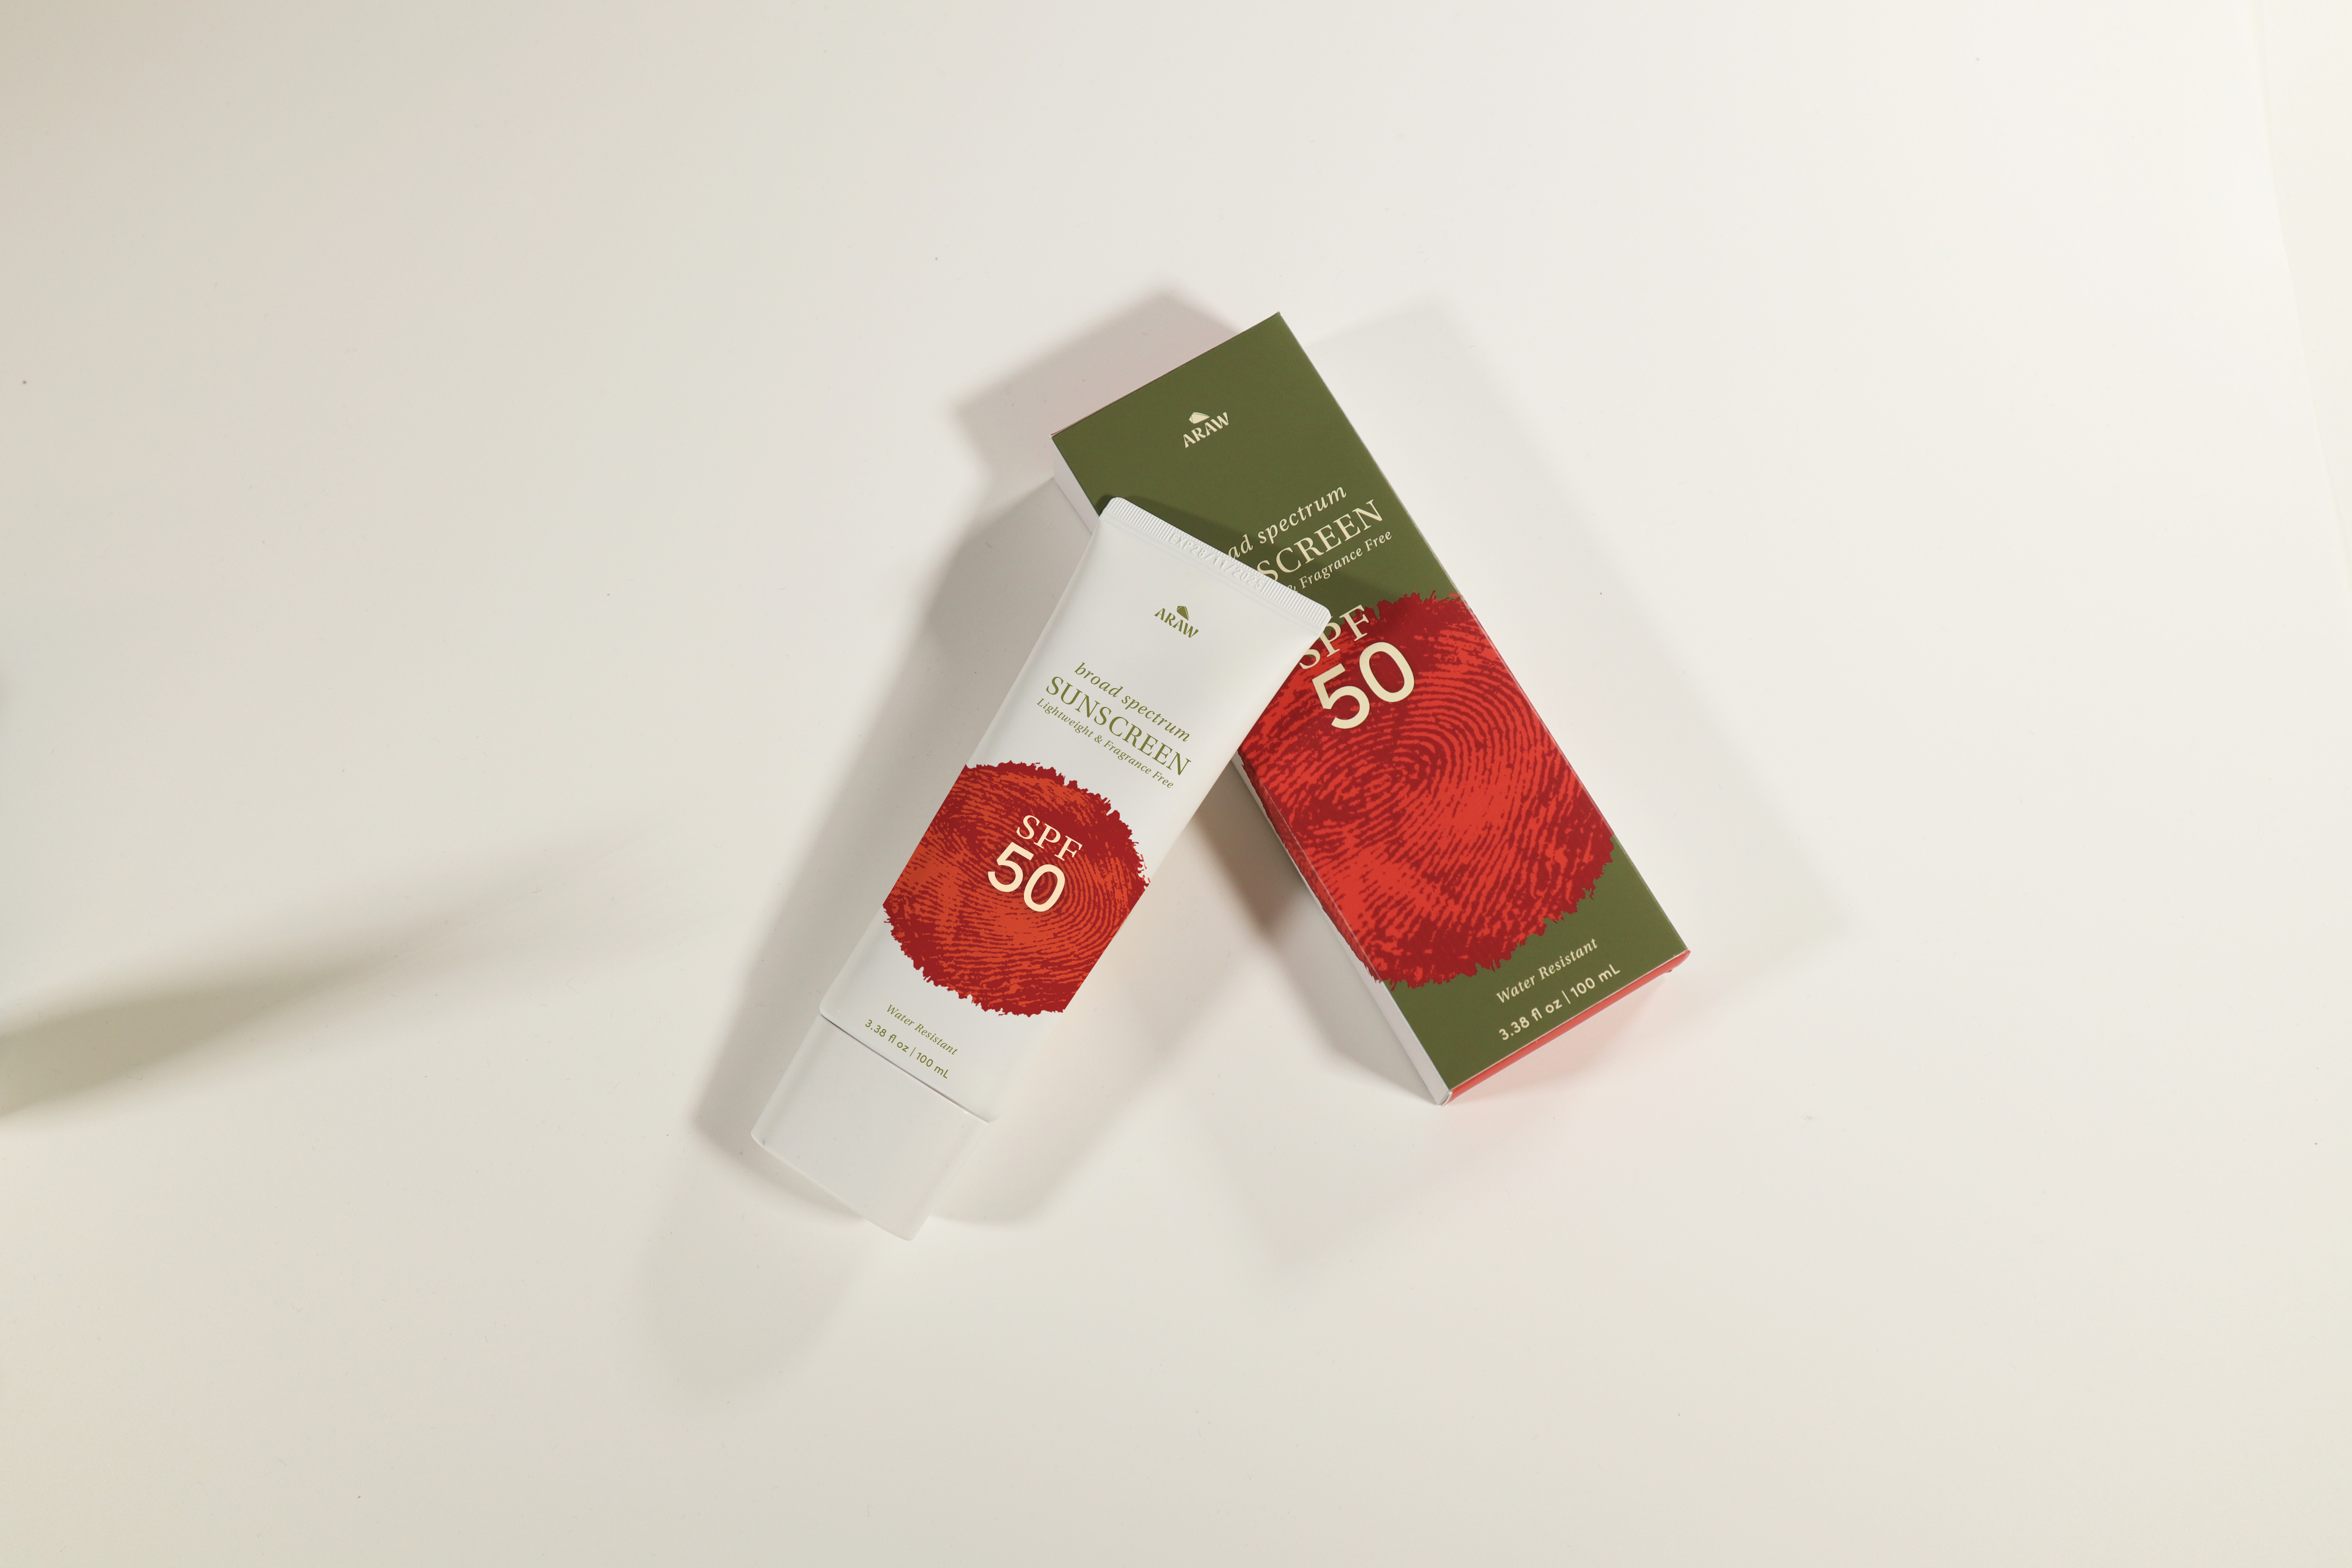 ARAW
broad spectrum
SUNSCREEN
Lightweight & Fragrance Free
SPF
50
Water Resistant
3.38 fl oz | 100 mL
ARAW
spectrum
& Fragrance Free
SPF
50
Water Resistant
3.38 fl oz | 100 mL